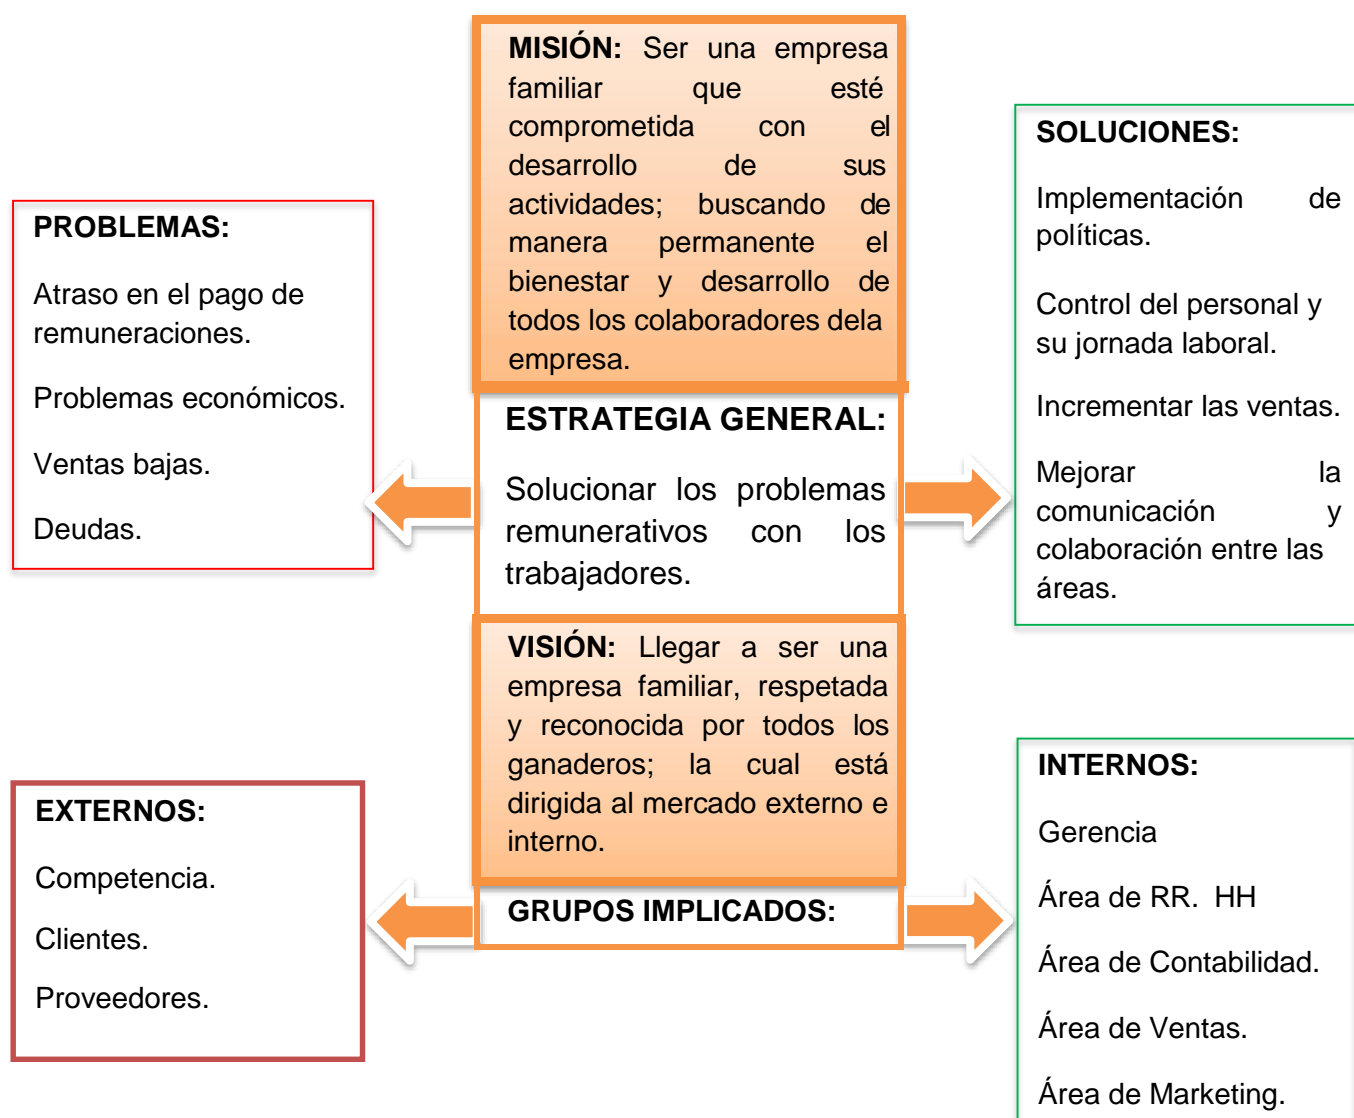 MISIÓN: Ser una empresa
familiar que esté
comprometida con el
desarrollo de sus
actividades; buscando de
manera permanente el
bienestar y desarrollo de
todos los colaboradores dela
empresa.
SOLUCIONES:
Implementación de
políticas.
Control del personal y
su jornada laboral.
Incrementar las ventas.
Mejorar la
comunicación y
colaboración entre las
áreas.
PROBLEMAS:
Atraso en el pago de
remuneraciones.
Problemas económicos.
Ventas bajas.
Deudas.
ESTRATEGIA GENERAL:
Solucionar los problemas
remunerativos con los
trabajadores.
VISIÓN: Llegar a ser una
empresa familiar, respetada
y reconocida por todos los
ganaderos; la cual está
dirigida al mercado externo e
interno.
EXTERNOS:
Competencia.
Clientes.
Proveedores.
GRUPOS IMPLICADOS:
INTERNOS:
Gerencia
Área de RR. HH
Área de Contabilidad.
Área de Ventas.
Área de Marketing.